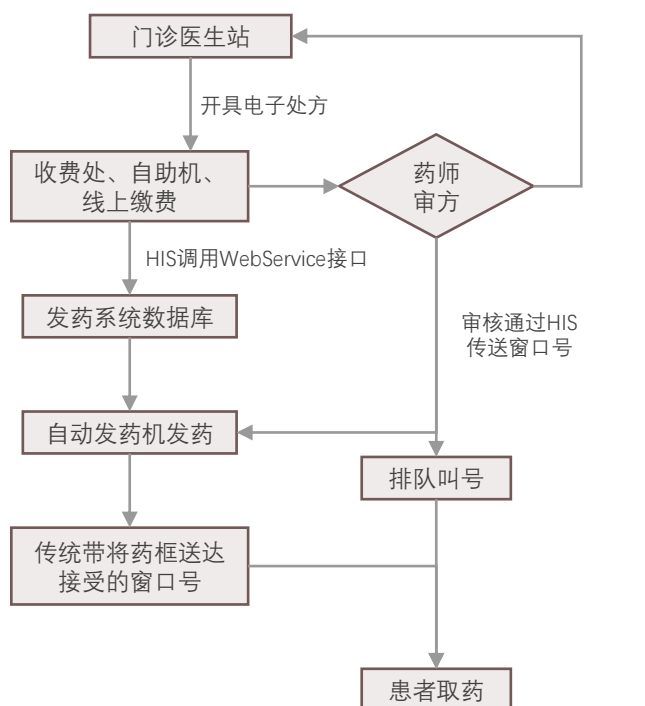 门诊医生站
开具电子处方
收费处、自助机、
线上缴费
药师
审方
HIS调用WebService接口
发药系统数据库
审核通过HIS
传送窗口号
自动发药机发药
排队叫号
传统带将药框送达
接受的窗口号
患者取药